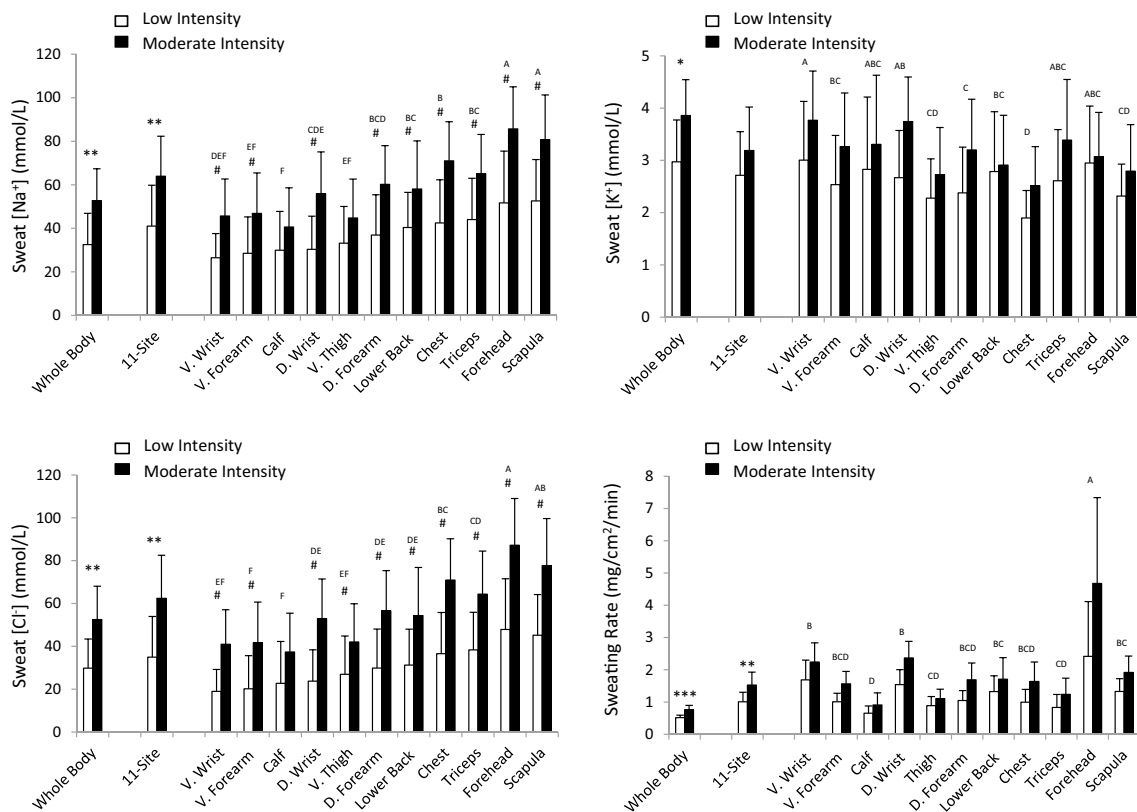 Low Intensity
Moderate Intensity
Sweat [Na⁺] (mmol/L)
120
100
80
60
40
20
0
**
**
DEF
#
EF
#
F
CDE
#
EF
BCD
#
BC
#
B
#
BC
#
A
#
A
#
Whole Body
11-Site
V. Wrist
V. Forearm
Calf
D. Wrist
V. Thigh
D. Forearm
Lower Back
Chest
Triceps
Forehead
Scapula
Low Intensity
Moderate Intensity
Sweat [K⁺] (mmol/L)
5
4
3
2
1
0
*
A
BC
ABC
AB
CD
C
BC
D
ABC
ABC
CD
Whole Body
11-Site
V. Wrist
V. Forearm
Calf
D. Wrist
V. Thigh
D. Forearm
Lower Back
Chest
Triceps
Forehead
Scapula
Low Intensity
Moderate Intensity
Sweat [Cl⁻] (mmol/L)
120
100
80
60
40
20
0
**
**
EF
#
F
#
F
DE
#
EF
#
DE
#
DE
#
BC
#
CD
#
A
#
AB
#
Whole Body
11-Site
V. Wrist
V. Forearm
Calf
D. Wrist
V. Thigh
D. Forearm
Lower Back
Chest
Triceps
Forehead
Scapula
Low Intensity
Moderate Intensity
Sweating Rate (mg/cm²/min)
8
7
6
5
4
3
2
1
0
***
**
B
BCD
D
B
CD
BCD
BC
BCD
CD
A
BC
Whole Body
11-Site
V. Wrist
V. Forearm
Calf
D. Wrist
V. Thigh
D. Forearm
Lower Back
Chest
Triceps
Forehead
Scapula